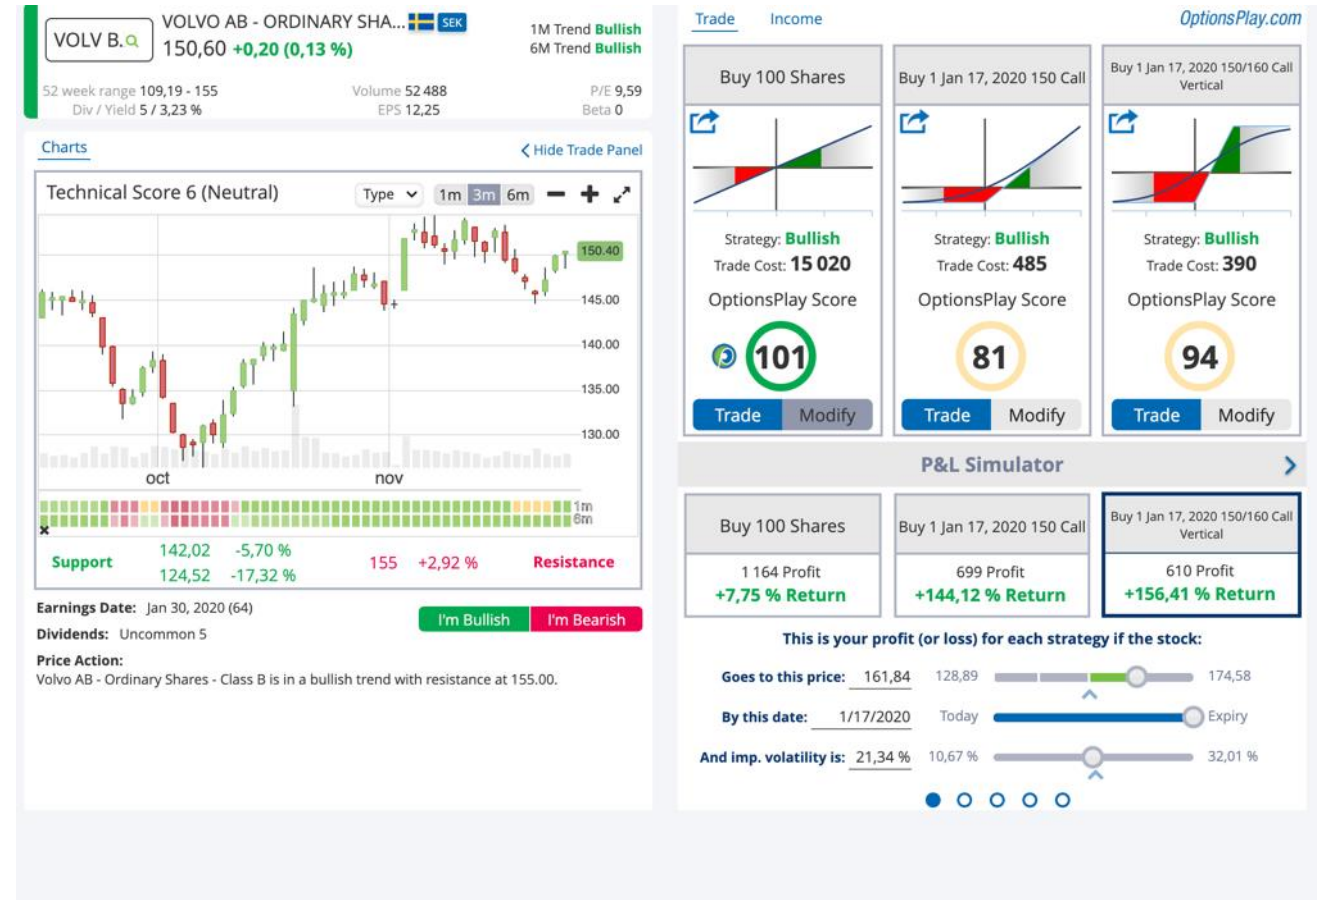 VOLV B.
VOLVO AB - ORDINARY SHA... SEK
150,60 +0,20 (0,13 %)
1M Trend Bullish
6M Trend Bullish
52 week range 109,19 - 155
Volume 52 488
P/E 9,59
Div / Yield 5 / 3,23 %
EPS 12,25
Beta 0
Charts
Hide Trade Panel
Technical Score 6 (Neutral)
Type
1m 3m 6m
150.40
145.00
140.00
135.00
130.00
oct
nov
1m
6m
Support
142,02 -5,70 %
124,52 -17,32 %
155 +2,92 %
Resistance
Earnings Date: Jan 30, 2020 (64)
I'm Bullish
I'm Bearish
Dividends: Uncommon 5
Price Action:
Volvo AB - Ordinary Shares - Class B is in a bullish trend with resistance at 155.00.
Trade
Income
OptionsPlay.com
Buy 100 Shares
Strategy: Bullish
Trade Cost: 15 020
OptionsPlay Score
101
Trade
Modify
Buy 1 Jan 17, 2020 150 Call
Strategy: Bullish
Trade Cost: 485
OptionsPlay Score
81
Trade
Modify
Buy 1 Jan 17, 2020 150/160 Call
Vertical
Strategy: Bullish
Trade Cost: 390
OptionsPlay Score
94
Trade
Modify
P&L Simulator
Buy 100 Shares
1 164 Profit
+7,75 % Return
Buy 1 Jan 17, 2020 150 Call
699 Profit
+144,12 % Return
Buy 1 Jan 17, 2020 150/160 Call
Vertical
610 Profit
+156,41 % Return
This is your profit (or loss) for each strategy if the stock:
Goes to this price: 161,84 128,89 174,58
By this date: 1/17/2020 Today Expiry
And imp. volatility is: 21,34 % 10,67 % 32,01 %